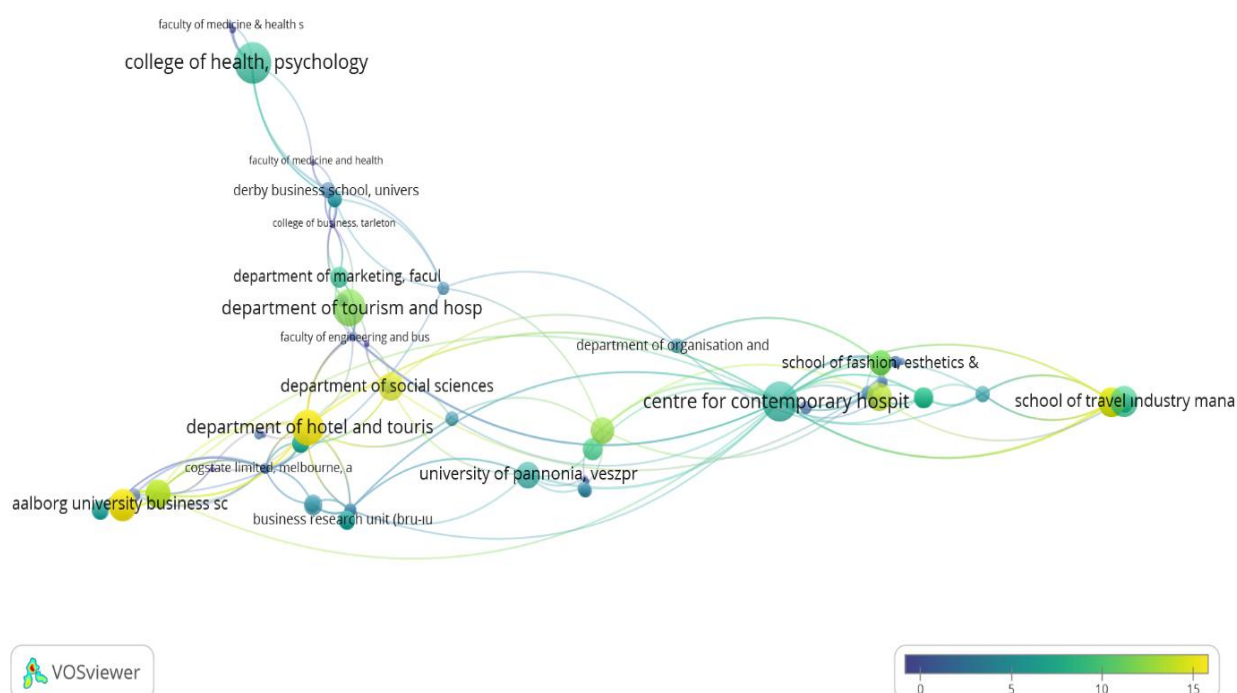 faculty of medicine & health s
college of health, psychology
faculty of medicine and health
derby business school, univers
college of business, tarleton
department of marketing, facul
department of tourism and hosp
faculty of engineering and bus
department of organisation and
school of fashion, esthetics &
department of social sciences
centre for contemporary hospit
school of travel industry mana
department of hotel and touris
cogstate limited, melbourne, a
university of pannonia, veszpr
aalborg university business sc
business research unit (bru-iu
VOSviewer
0 5 10 15